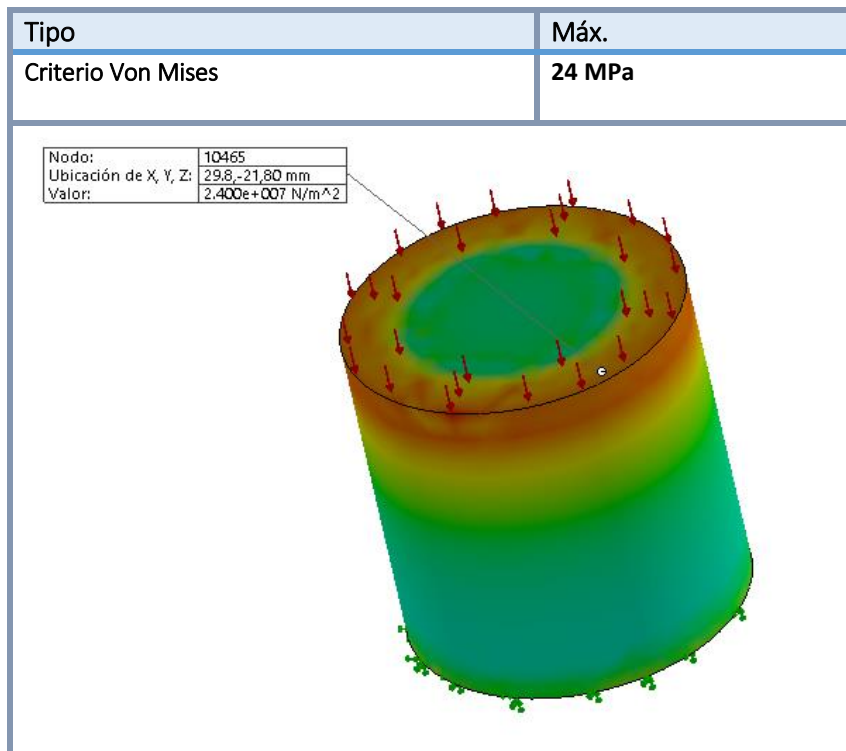 Tipo Máx.
Criterio Von Mises 24 MPa
Nodo: 10465
Ubicación de X, Y, Z: 29.8,-21,80 mm
Valor: 2.400e+007 N/m^2